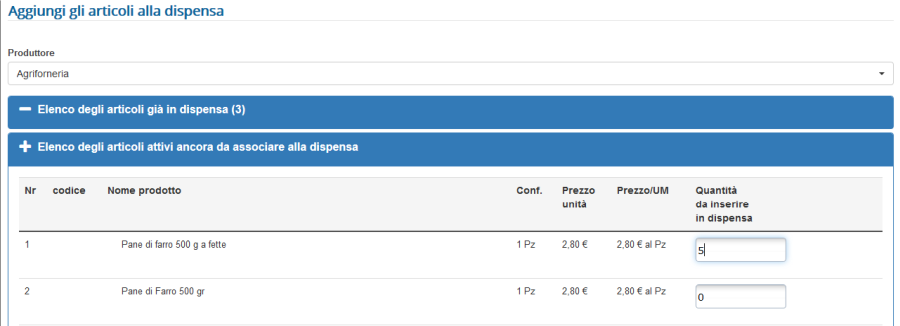 Aggiungi gli articoli alla dispensa
Produttore
Agriforneria
Elenco degli articoli già in dispensa (3)
Elenco degli articoli attivi ancora da associare alla dispensa
Nr codice Nome prodotto Conf. Prezzo unità Prezzo/UM Quantità da inserire in dispensa
1 Pane di farro 500 g a fette 1 Pz 2,80 € 2,80 € al Pz 5
2 Pane di Farro 500 gr 1 Pz 2,80 € 2,80 € al Pz 0